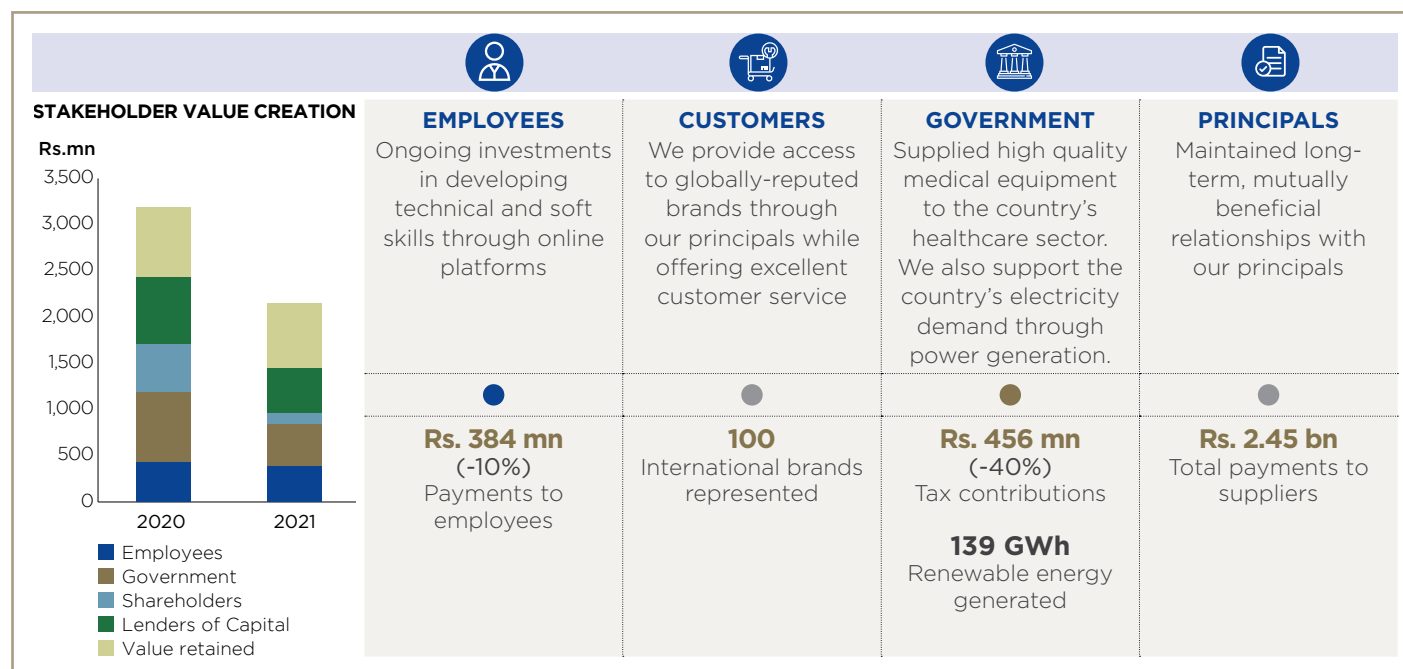 STAKEHOLDER VALUE CREATION
Rs.mn
3,500
3,000
2,500
2,000
1,500
1,000
500
0
2020
2021
Employees
Government
Shareholders
Lenders of Capital
Value retained
EMPLOYEES
Ongoing investments
in developing
technical and soft
skills through online
platforms
Rs. 384 mn
(-10%)
Payments to
employees
CUSTOMERS
We provide access
to globally-reputed
brands through
our principals while
offering excellent
customer service
100
International brands
represented
GOVERNMENT
Supplied high quality
medical equipment
to the country’s
healthcare sector.
We also support the
country’s electricity
demand through
power generation.
Rs. 456 mn
(-40%)
Tax contributions
139 GWh
Renewable energy
generated
PRINCIPALS
Maintained long-
term, mutually
beneficial
relationships with
our principals
Rs. 2.45 bn
Total payments to
suppliers